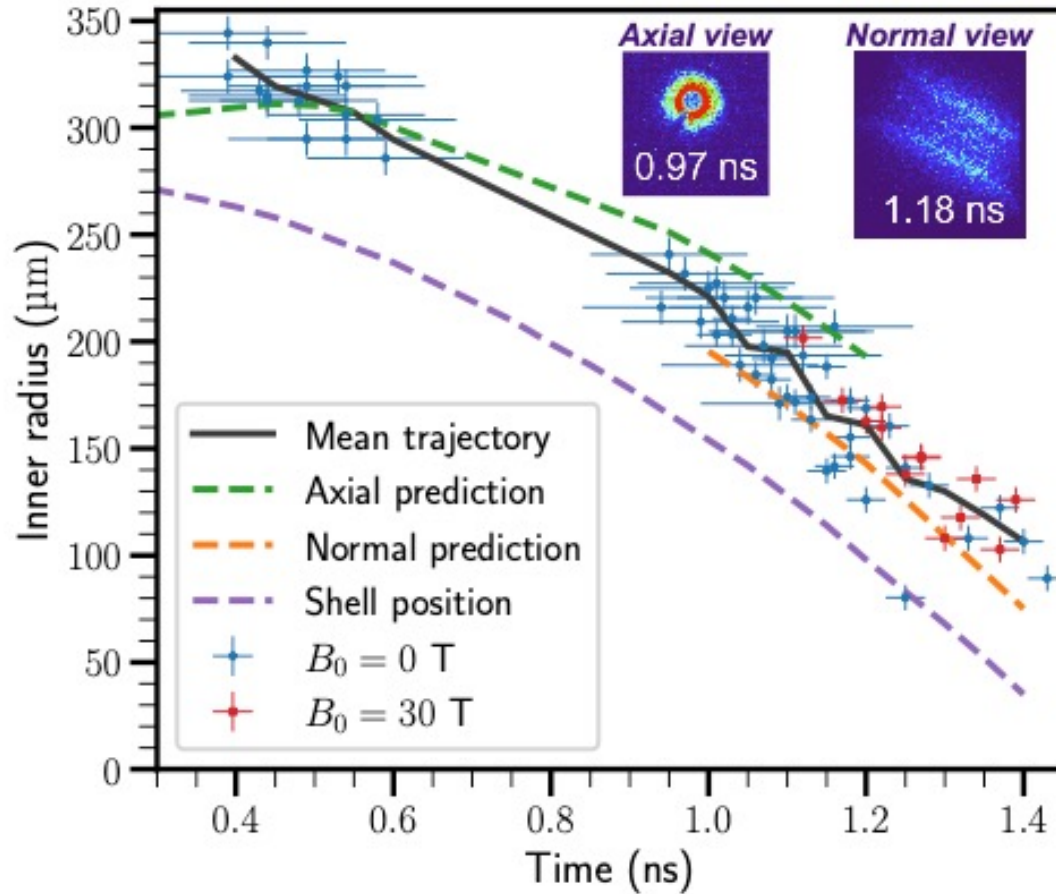 Axial view
Normal view
0.97 ns
1.18 ns
350
300
250
200
150
100
50
0
Inner radius (μm)
Mean trajectory
Axial prediction
Normal prediction
Shell position
B₀ = 0 T
B₀ = 30 T
0.4 0.6 0.8 1.0 1.2 1.4
Time (ns)